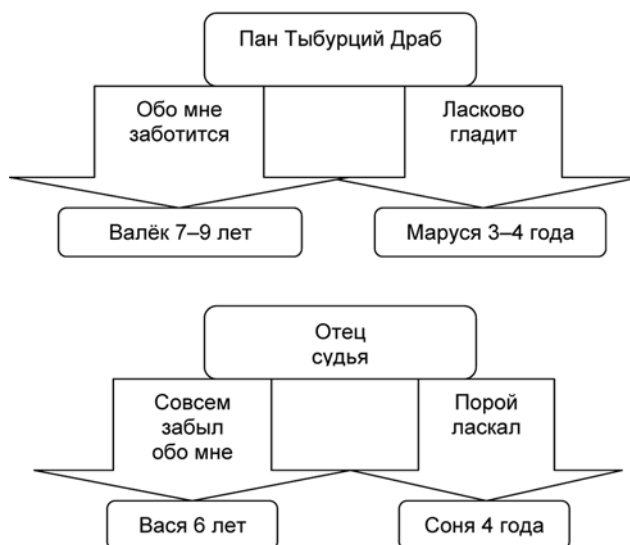 Пан Тыбурций Драб
Обо мне
заботится
Ласково
гладит
Валёк 7–9 лет
Маруся 3–4 года
Отец
судья
Совсем
забыл
обо мне
Порой
ласкал
Вася 6 лет
Соня 4 года